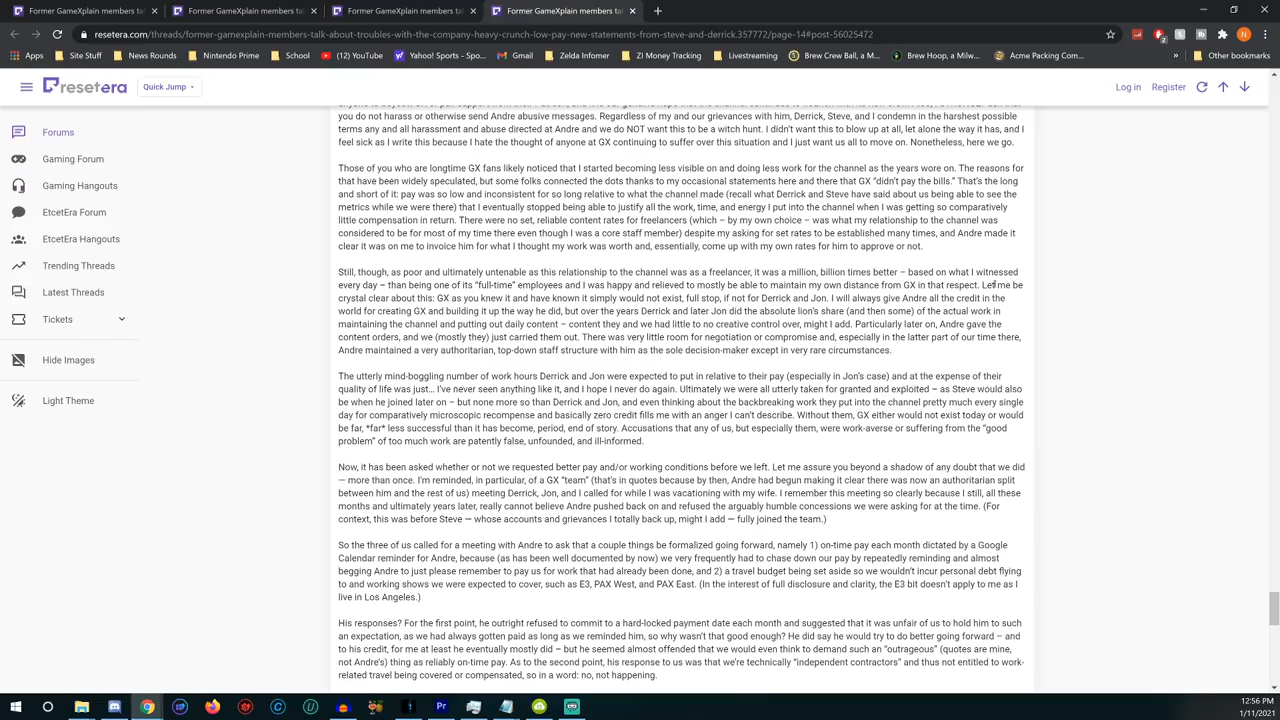 Former GameXplain members tal
Former GameXplain members tal
Former GameXplain members tal
Former GameXplain members tal
resetera.com/threads/former-gamexplain-members-talk-about-troubles-with-the-company-heavy-crunch-low-pay-new-statements-from-steve-and-derrick.357772/page-14#post-56025472
Apps
Site Stuff
News Rounds
Nintendo Prime
School
(12) YouTube
Yahoo! Sports - Spo...
Gmail
Zelda Infomer
ZI Money Tracking
Livestreaming
Brew Crew Ball, a M...
Brew Hoop, a Milw...
Acme Packing Com...
»
Other bookmarks
resetera
Quick Jump
Log in
Register
Forums
Gaming Forum
Gaming Hangouts
EtcetEra Forum
EtcetEra Hangouts
Trending Threads
Latest Threads
Tickets
Hide Images
Light Theme
you do not harass or otherwise send Andre abusive messages. Regardless of my and our grievances with him, Derrick, Steve, and I condemn in the harshest possible
terms any and all harassment and abuse directed at Andre and we do NOT want this to be a witch hunt. I didn't want this to blow up at all, let alone the way it has, and I
feel sick as I write this because I hate the thought of anyone at GX continuing to suffer over this situation and I just want us all to move on. Nonetheless, here we go.
Those of you who are longtime GX fans likely noticed that I started becoming less visible on and doing less work for the channel as the years wore on. The reasons for
that have been widely speculated, but some folks connected the dots thanks to my occasional statements here and there that GX “didn't pay the bills.” That's the long
and short of it: pay was so low and inconsistent for so long relative to what the channel made (recall what Derrick and Steve have said about us being able to see the
metrics while we were there) that I eventually stopped being able to justify all the work, time, and energy I put into the channel when I was getting so comparatively
little compensation in return. There were no set, reliable content rates for freelancers (which – by my own choice – was what my relationship to the channel was
considered to be for most of my time there even though I was a core staff member) despite my asking for set rates to be established many times, and Andre made it
clear it was on me to invoice him for what I thought my work was worth and, essentially, come up with my own rates for him to approve or not.
Still, though, as poor and ultimately untenable as this relationship to the channel was as a freelancer, it was a million, billion times better – based on what I witnessed
every day – than being one of its “full-time” employees and I was happy and relieved to mostly be able to maintain my own distance from GX in that respect. Let me be
crystal clear about this: GX as you knew it and have known it simply would not exist, full stop, if not for Derrick and Jon. I will always give Andre all the credit in the
world for creating GX and building it up the way he did, but over the years Derrick and later Jon did the absolute lion's share (and then some) of the actual work in
maintaining the channel and putting out daily content – content they and we had little to no creative control over, might I add. Particularly later on, Andre gave the
content orders, and we (mostly they) just carried them out. There was very little room for negotiation or compromise and, especially in the latter part of our time there,
Andre maintained a very authoritarian, top-down staff structure with him as the sole decision-maker except in very rare circumstances.
The utterly mind-boggling number of work hours Derrick and Jon were expected to put in relative to their pay (especially in Jon's case) and at the expense of their
quality of life was just... I've never seen anything like it, and I hope I never do again. Ultimately we were all utterly taken for granted and exploited – as Steve would also
be when he joined later on – but none more so than Derrick and Jon, and even thinking about the backbreaking work they put into the channel pretty much every single
day for comparatively microscopic recompense and basically zero credit fills me with an anger I can't describe. Without them, GX either would not exist today or would
be far, *far* less successful than it has become, period, end of story. Accusations that any of us, but especially them, were work-averse or suffering from the “good
problem” of too much work are patently false, unfounded, and ill-informed.
Now, it has been asked whether or not we requested better pay and/or working conditions before we left. Let me assure you beyond a shadow of any doubt that we did
— more than once. I'm reminded, in particular, of a GX “team” (that's in quotes because by then, Andre had begun making it clear there was now an authoritarian split
between him and the rest of us) meeting Derrick, Jon, and I called for while I was vacationing with my wife. I remember this meeting so clearly because I still, all these
months and ultimately years later, really cannot believe Andre pushed back on and refused the arguably humble concessions we were asking for at the time. (For
context, this was before Steve — whose accounts and grievances I totally back up, might I add — fully joined the team.)
So the three of us called for a meeting with Andre to ask that a couple things be formalized going forward, namely 1) on-time pay each month dictated by a Google
Calendar reminder for Andre, because (as has been well documented by now) we very frequently had to chase down our pay by repeatedly reminding and almost
begging Andre to just please remember to pay us for work that had already been done, and 2) a travel budget being set aside so we wouldn't incur personal debt flying
to and working shows we were expected to cover, such as E3, PAX West, and PAX East. (In the interest of full disclosure and clarity, the E3 bit doesn't apply to me as I
live in Los Angeles.)
His responses? For the first point, he outright refused to commit to a hard-locked payment date each month and suggested that it was unfair of us to hold him to such
an expectation, as we had always gotten paid as long as we reminded him, so why wasn't that good enough? He did say he would try to do better going forward – and
to his credit, for me at least he eventually mostly did – but he seemed almost offended that we would even think to demand such an “outrageous” (quotes are mine,
not Andre's) thing as reliably on-time pay. As to the second point, his response to us was that we're technically “independent contractors” and thus not entitled to work-
related travel being covered or compensated, so in a word: no, not happening.
12:56 PM
1/11/2021